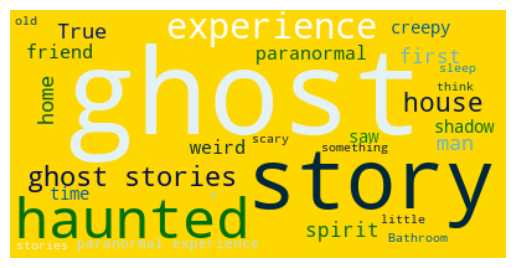 old
True
experience
creepy
friend
paranormal
first
ghost
sleep
home
think
house
shadow
weird
scary
saw
man
something
ghost stories
story
time
haunted
little
spirit
Bathroom
stories
paranormal experience